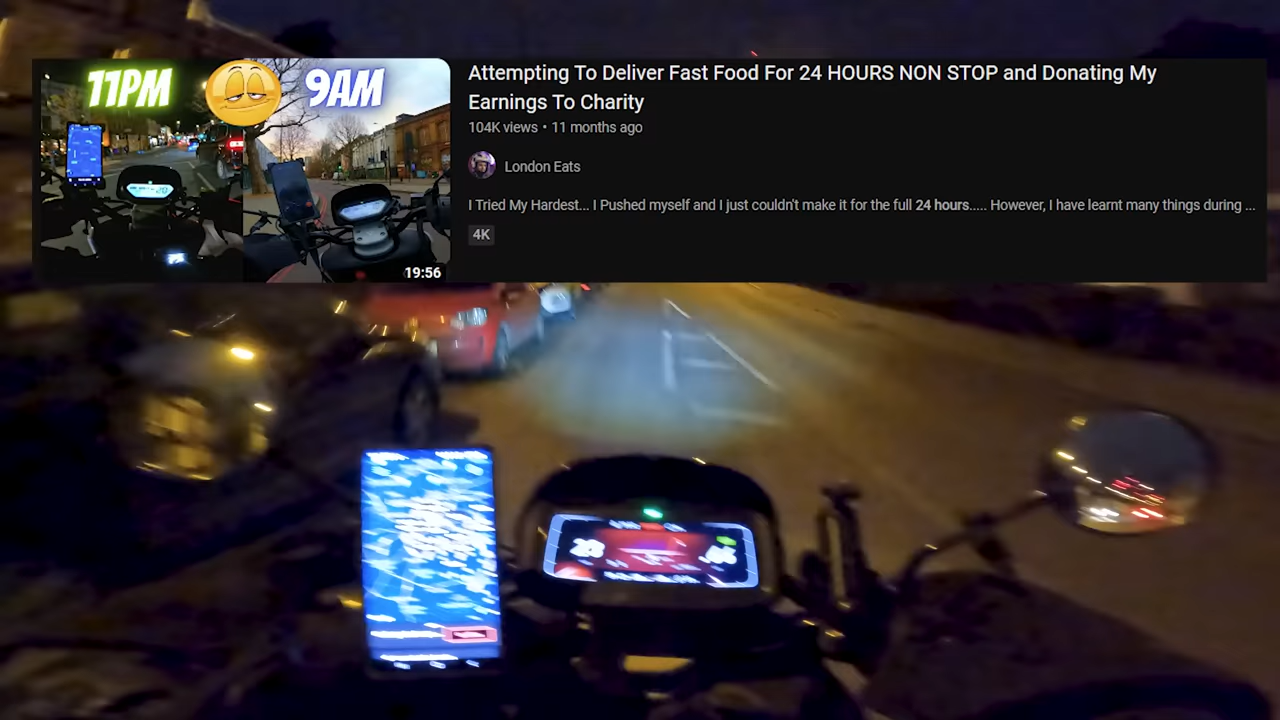 11PM
9AM
19:56
Attempting To Deliver Fast Food For 24 HOURS NON STOP and Donating My
Earnings To Charity
104K views • 11 months ago
London Eats
I Tried My Hardest... I Pushed myself and I just couldn't make it for the full 24 hours..... However, I have learnt many things during ...
4K